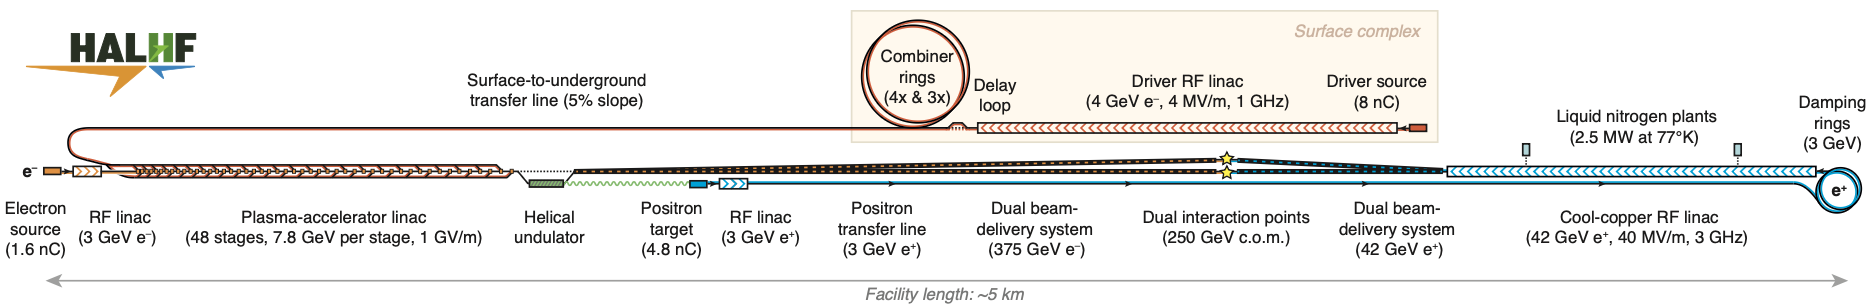 HALHF
Surface-to-underground
transfer line (5% slope)
Combiner
rings
(4x & 3x)
Delay
loop
Surface complex
Driver RF linac
(4 GeV e⁻, 4 MV/m, 1 GHz)
Driver source
(8 nC)
Liquid nitrogen plants
(2.5 MW at 77°K)
Damping
rings
(3 GeV)
e⁻
e⁺
Electron
source
(1.6 nC)
RF linac
(3 GeV e⁻)
Plasma-accelerator linac
(48 stages, 7.8 GeV per stage, 1 GV/m)
Helical
undulator
Positron
target
(4.8 nC)
RF linac
(3 GeV e⁺)
Positron
transfer line
(3 GeV e⁺)
Dual beam-
delivery system
(375 GeV e⁻)
Dual interaction points
(250 GeV c.o.m.)
Dual beam-
delivery system
(42 GeV e⁺)
Cool-copper RF linac
(42 GeV e⁺, 40 MV/m, 3 GHz)
Facility length: ~5 km